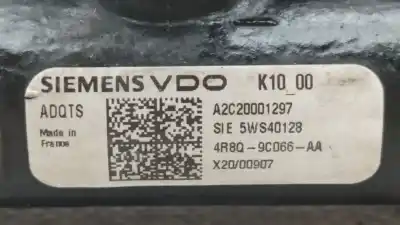 SIEMENS VDO K10_00
ADQTS
A2C20001297
Made in
France
SIE 5WS40128
4R8Q-9C066-AA
X20/00907